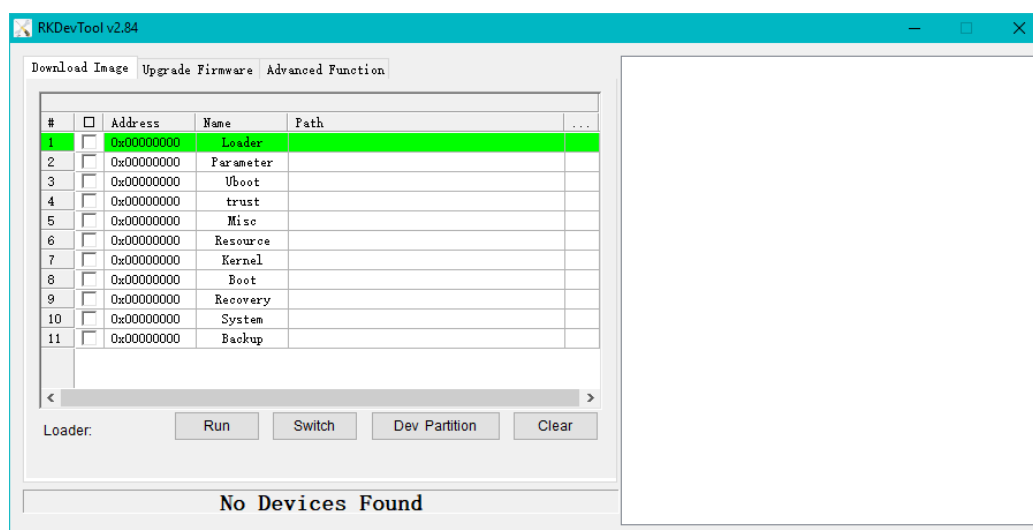 RKDevTool v2.84
Download Image Upgrade Firmware Advanced Function
# Address Name Path ...
1 0x00000000 Loader
2 0x00000000 Parameter
3 0x00000000 Uboot
4 0x00000000 trust
5 0x00000000 Misc
6 0x00000000 Resource
7 0x00000000 Kernel
8 0x00000000 Boot
9 0x00000000 Recovery
10 0x00000000 System
11 0x00000000 Backup
Loader: Run Switch Dev Partition Clear
No Devices Found